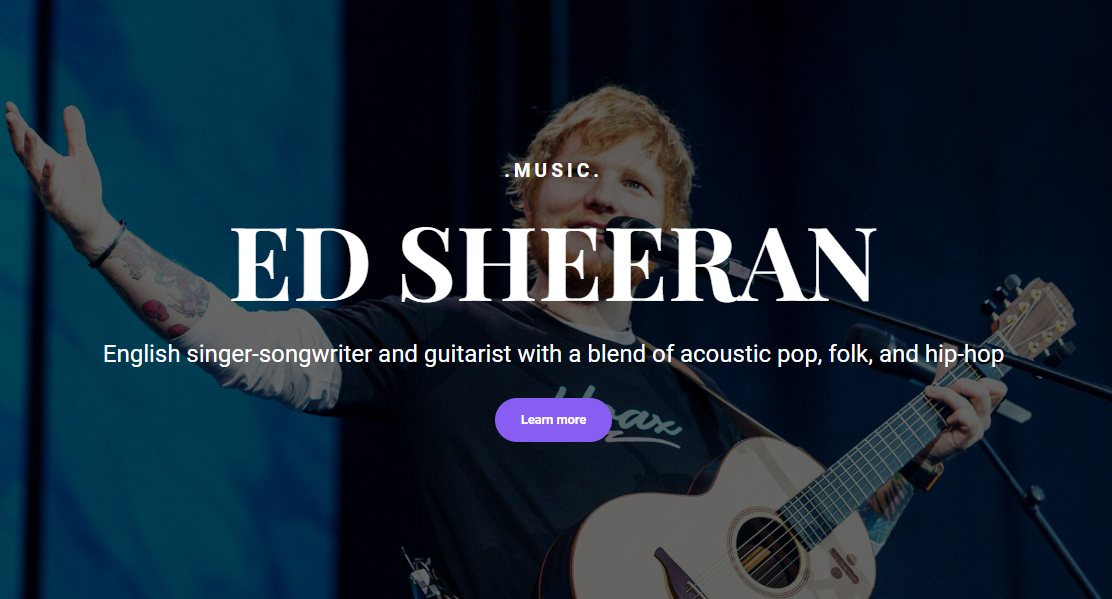 .MUSIC.
ED SHEERAN
English singer-songwriter and guitarist with a blend of acoustic pop, folk, and hip-hop
Learn more